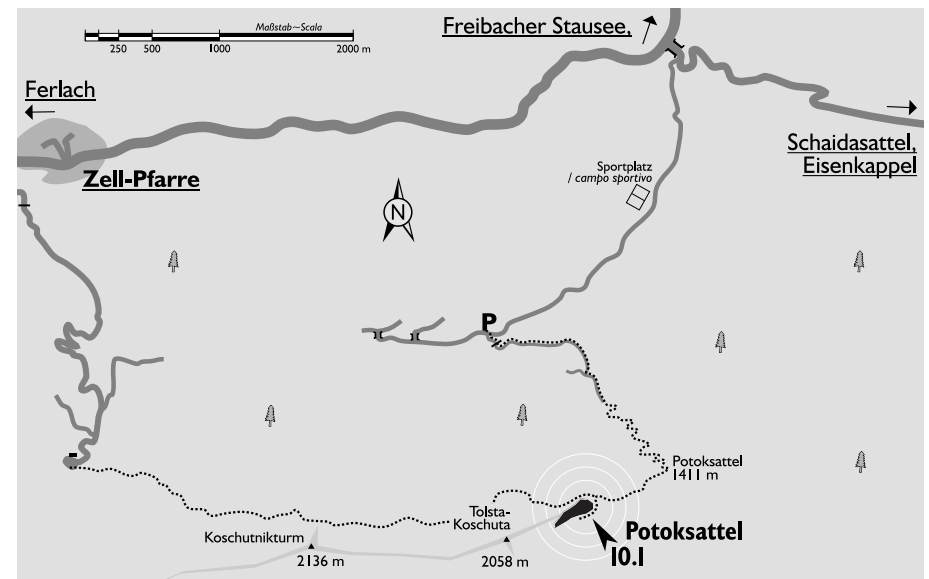 Maßstab~Scala
250 500 1000 2000 m
Freibacher Stausee,
Ferlach
Schaidasattel,
Eisenkappel
Zell-Pfarre
Sportplatz
/ campo sportivo
N
P
Potoksattel
1411 m
Tolsta-
Koschuta
Koschutnikturm
2136 m
2058 m
Potoksattel
10.1